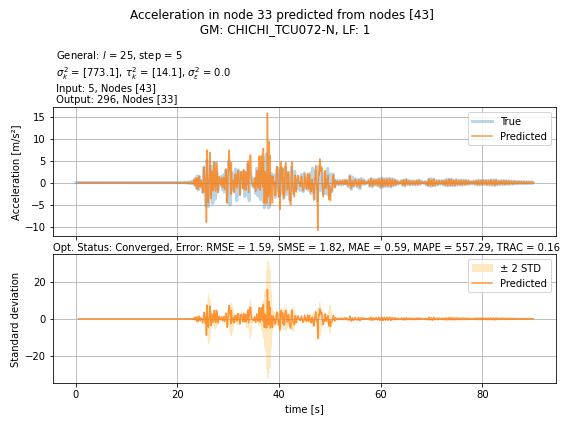 Acceleration in node 33 predicted from nodes [43]
GM: CHICHI_TCU072-N, LF: 1
General: l = 25, step = 5
σ²ₖ = [773.1], τ²ₖ = [14.1], σ²ε = 0.0
Input: 5, Nodes [43]
Output: 296, Nodes [33]
Acceleration [m/s²]
15
10
5
0
−5
−10
True
Predicted
Opt. Status: Converged, Error: RMSE = 1.59, SMSE = 1.82, MAE = 0.59, MAPE = 557.29, TRAC = 0.16
Standard deviation
20
0
−20
± 2 STD
Predicted
0 20 40 60 80
time [s]